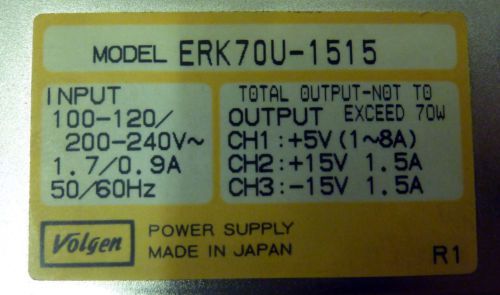 MODEL ERK70U-1515
INPUT
100-120/
200-240V~
1.7/0.9A
50/60Hz
TOTAL OUTPUT-NOT TO
OUTPUT EXCEED 70W
CH1:+5V(1~8A)
CH2:+15V 1.5A
CH3:-15V 1.5A
Volgen
POWER SUPPLY
MADE IN JAPAN
R1